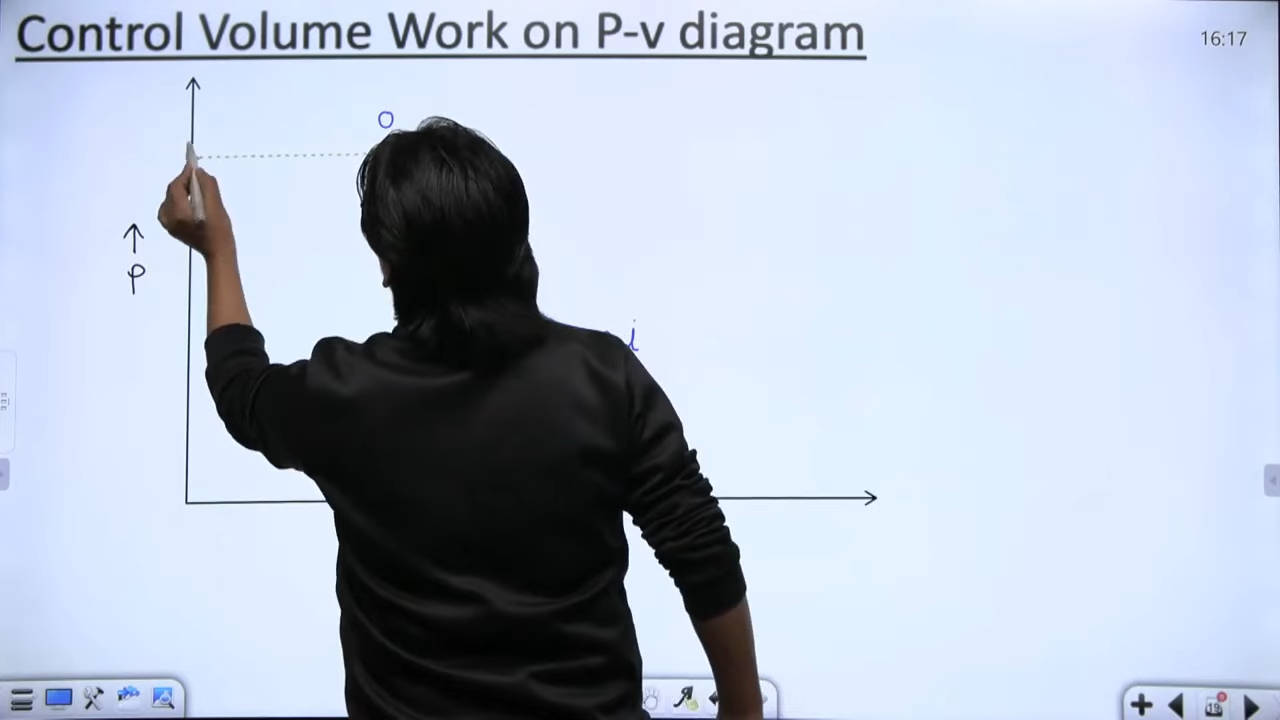 Control Volume Work on P-v diagram
16:17
o
↑
P
i